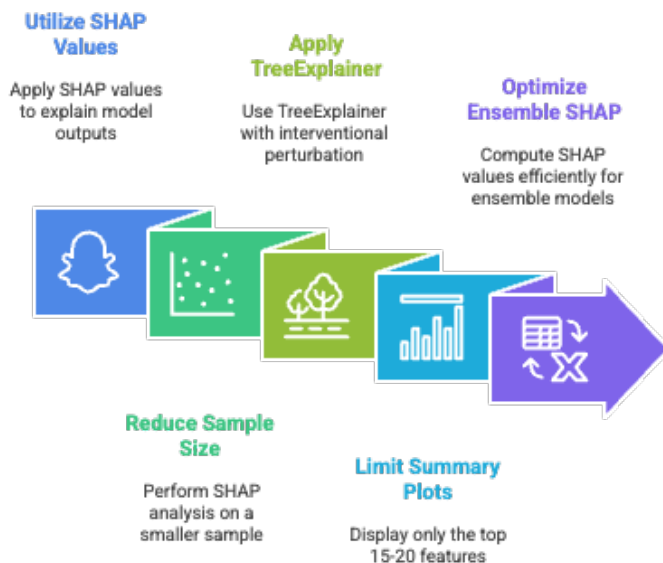 Utilize SHAP
Values
Apply SHAP values
to explain model
outputs
Reduce Sample
Size
Perform SHAP
analysis on a
smaller sample
Apply
TreeExplainer
Use TreeExplainer
with interventional
perturbation
Limit Summary
Plots
Display only the top
15-20 features
Optimize
Ensemble SHAP
Compute SHAP
values efficiently for
ensemble models